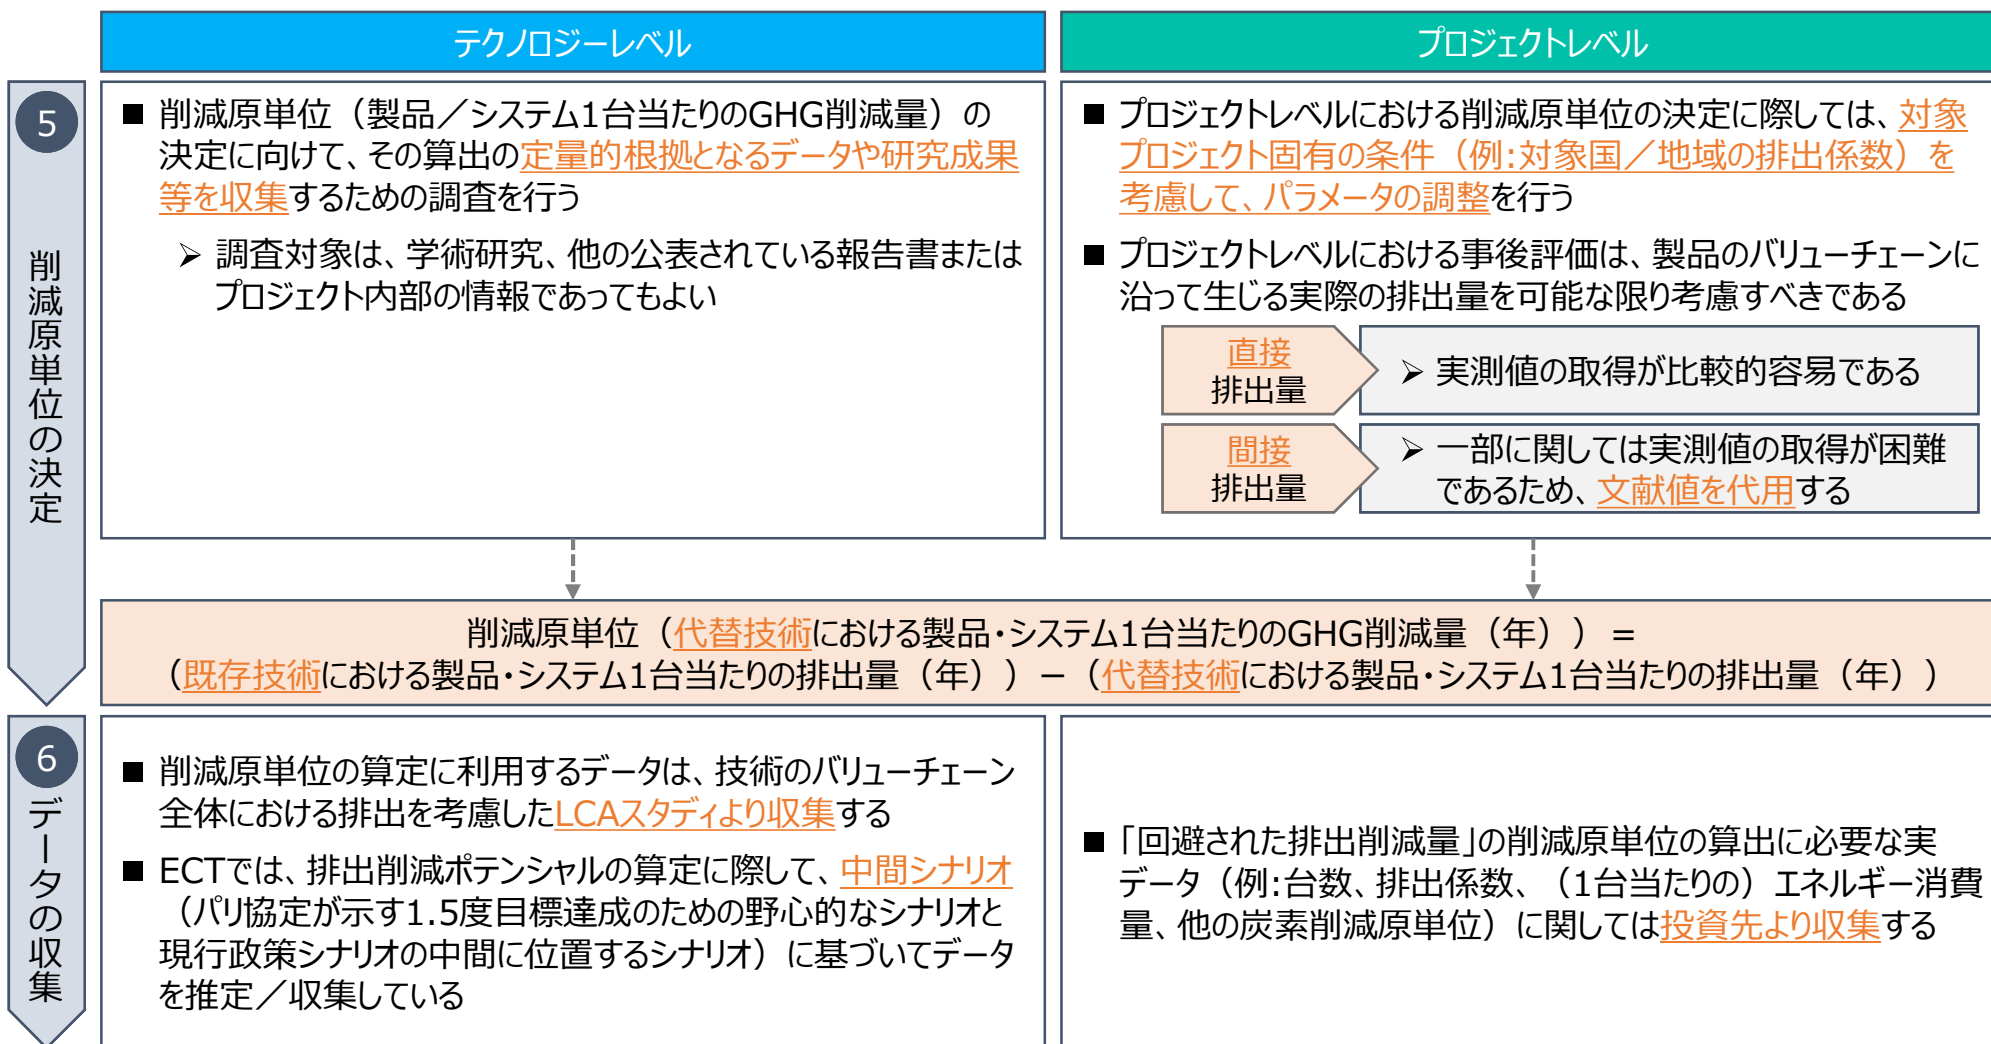 テクノロジーレベル
プロジェクトレベル
5
削減原単位の決定
■ 削減原単位（製品／システム1台当たりのGHG削減量）の
決定に向けて、その算出の定量的根拠となるデータや研究成果
等を収集するための調査を行う
➢ 調査対象は、学術研究、他の公表されている報告書または
プロジェクト内部の情報であってもよい
■ プロジェクトレベルにおける削減原単位の決定に際しては、対象
プロジェクト固有の条件（例:対象国／地域の排出係数）を
考慮して、パラメータの調整を行う
■ プロジェクトレベルにおける事後評価は、製品のバリューチェーンに
沿って生じる実際の排出量を可能な限り考慮すべきである
直接
排出量
➢ 実測値の取得が比較的容易である
間接
排出量
➢ 一部に関しては実測値の取得が困難
であるため、文献値を代用する
削減原単位（代替技術における製品・システム1台当たりのGHG削減量（年））＝
（既存技術における製品・システム1台当たりの排出量（年））－（代替技術における製品・システム1台当たりの排出量（年））
6
データの収集
■ 削減原単位の算定に利用するデータは、技術のバリューチェーン
全体における排出を考慮したLCAスタディより収集する
■ ECTでは、排出削減ポテンシャルの算定に際して、中間シナリオ
（パリ協定が示す1.5度目標達成のための野心的なシナリオと
現行政策シナリオの中間に位置するシナリオ）に基づいてデータ
を推定／収集している
■ 「回避された排出削減量」の削減原単位の算出に必要な実
データ（例:台数、排出係数、（1台当たりの）エネルギー消費
量、他の炭素削減原単位）に関しては投資先より収集する